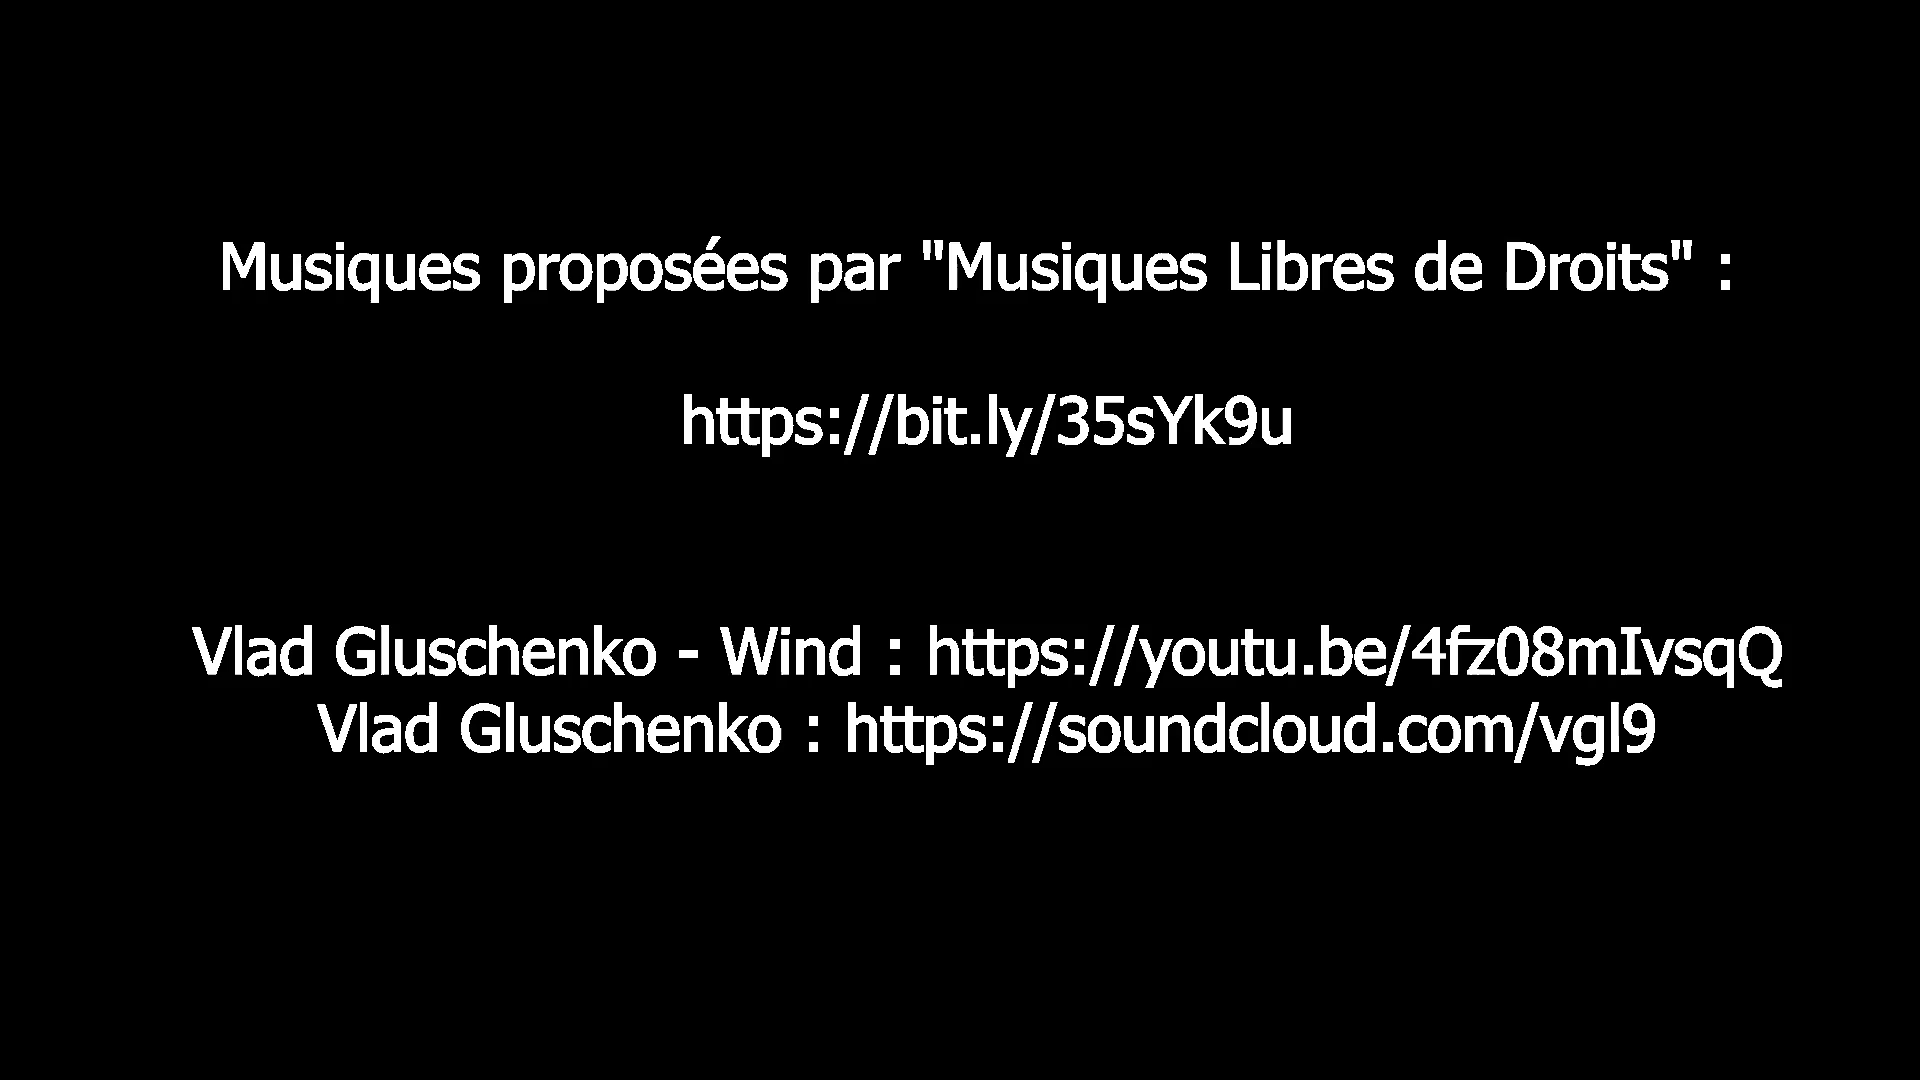 Musiques proposées par "Musiques Libres de Droits" :
https://bit.ly/35sYk9u
Vlad Gluschenko - Wind : https://youtu.be/4fz08mIvsqQ
Vlad Gluschenko : https://soundcloud.com/vgl9